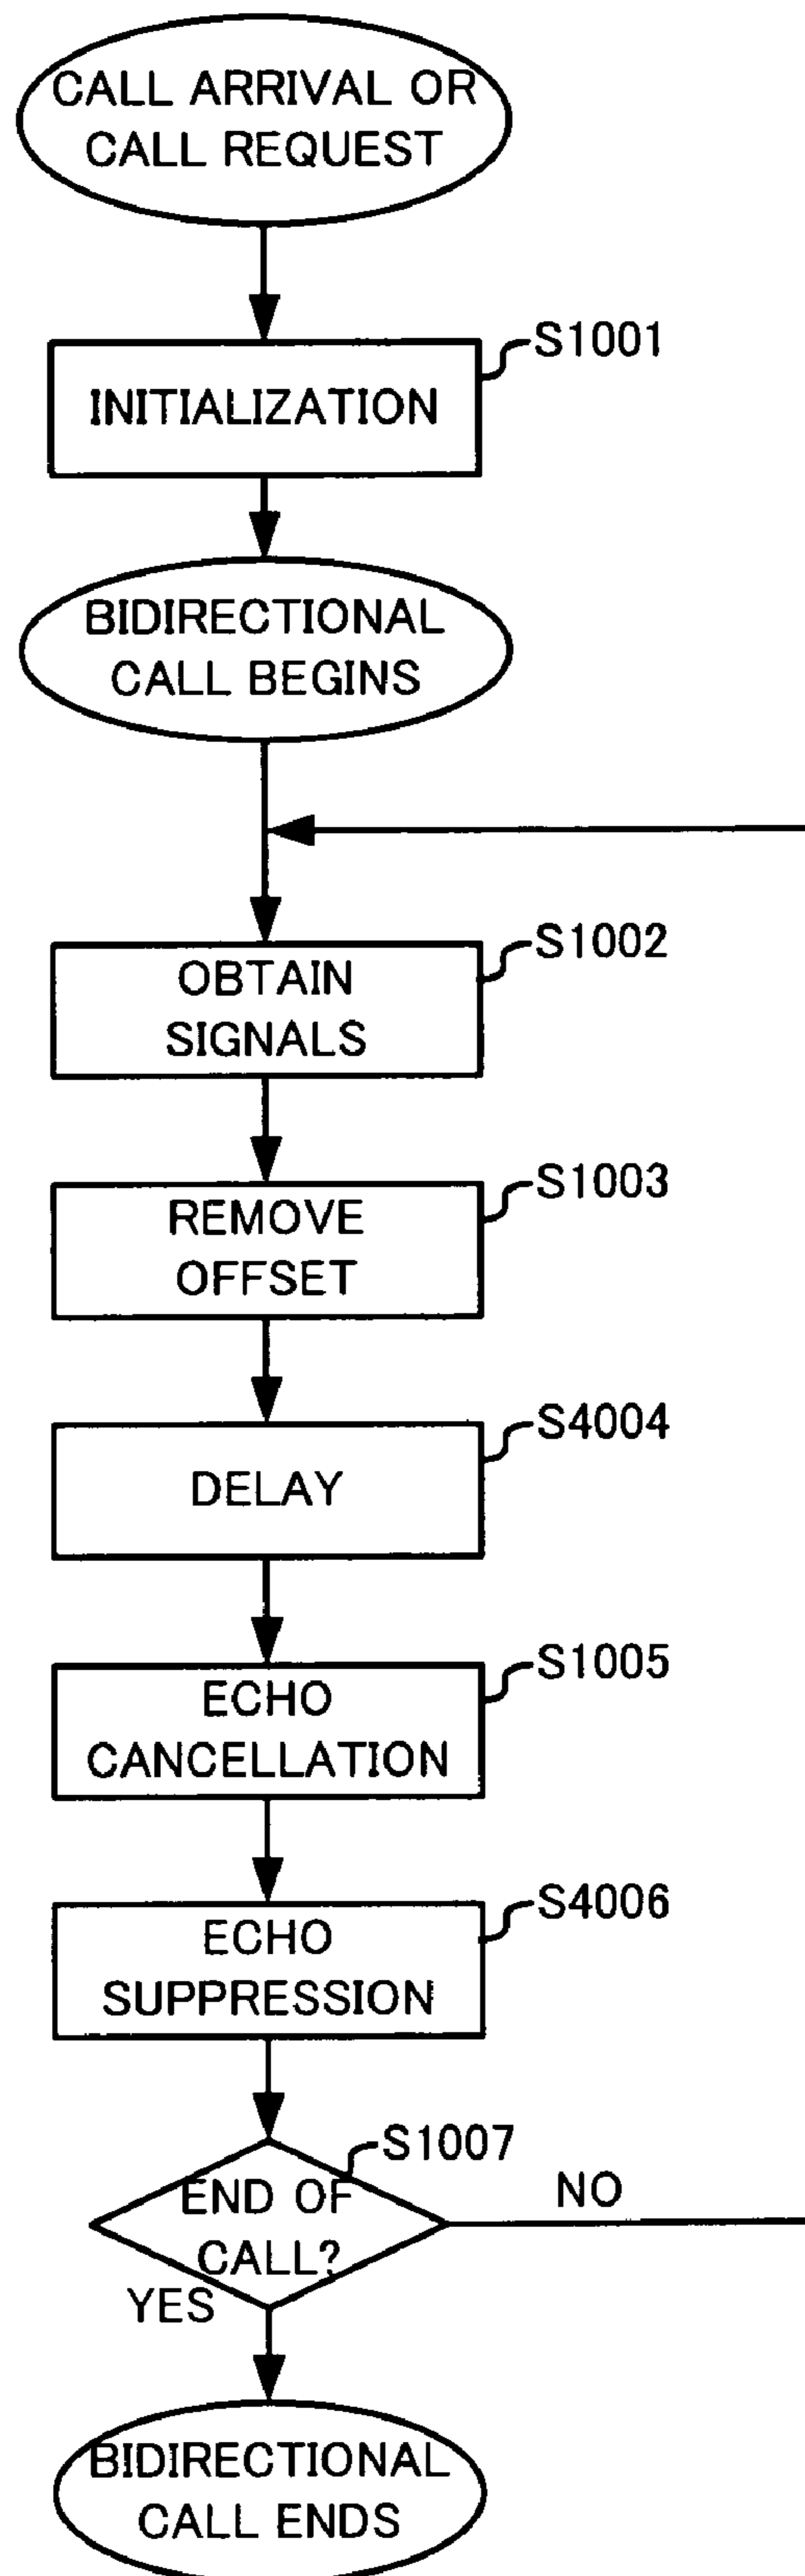 CALL ARRIVAL OR
CALL REQUEST
S1001
INITIALIZATION
BIDIRECTIONAL
CALL BEGINS
S1002
OBTAIN
SIGNALS
S1003
REMOVE
OFFSET
S4004
DELAY
S1005
ECHO
CANCELLATION
S4006
ECHO
SUPPRESSION
S1007
END OF
CALL?
NO
YES
BIDIRECTIONAL
CALL ENDS